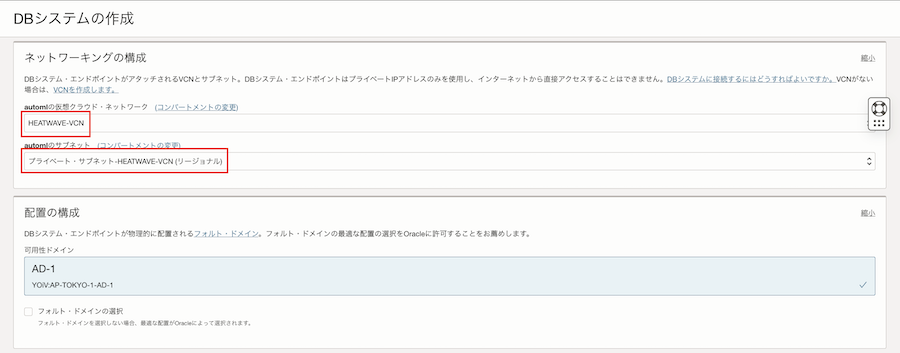 DBシステムの作成
ネットワーキングの構成
縮小
DBシステム・エンドポイントがアタッチされるVCNとサブネット。DBシステム・エンドポイントはプライベートIPアドレスのみを使用し、インターネットから直接アクセスすることはできません。DBシステムに接続するにはどうすればよいですか。VCNがない
場合は、VCNを作成します。
automlの仮想クラウド・ネットワーク (コンパートメントの変更)
HEATWAVE-VCN
automlのサブネット (コンパートメントの変更)
プライベート・サブネット-HEATWAVE-VCN (リージョナル)
配置の構成
縮小
DBシステム・エンドポイントが物理的に配置されるフォルト・ドメイン。フォルト・ドメインの最適な配置の選択をOracleに許可することをお薦めします。
可用性ドメイン
AD-1
YOiV:AP-TOKYO-1-AD-1
フォルト・ドメインの選択
フォルト・ドメインを選択しない場合、最適な配置がOracleによって選択されます。